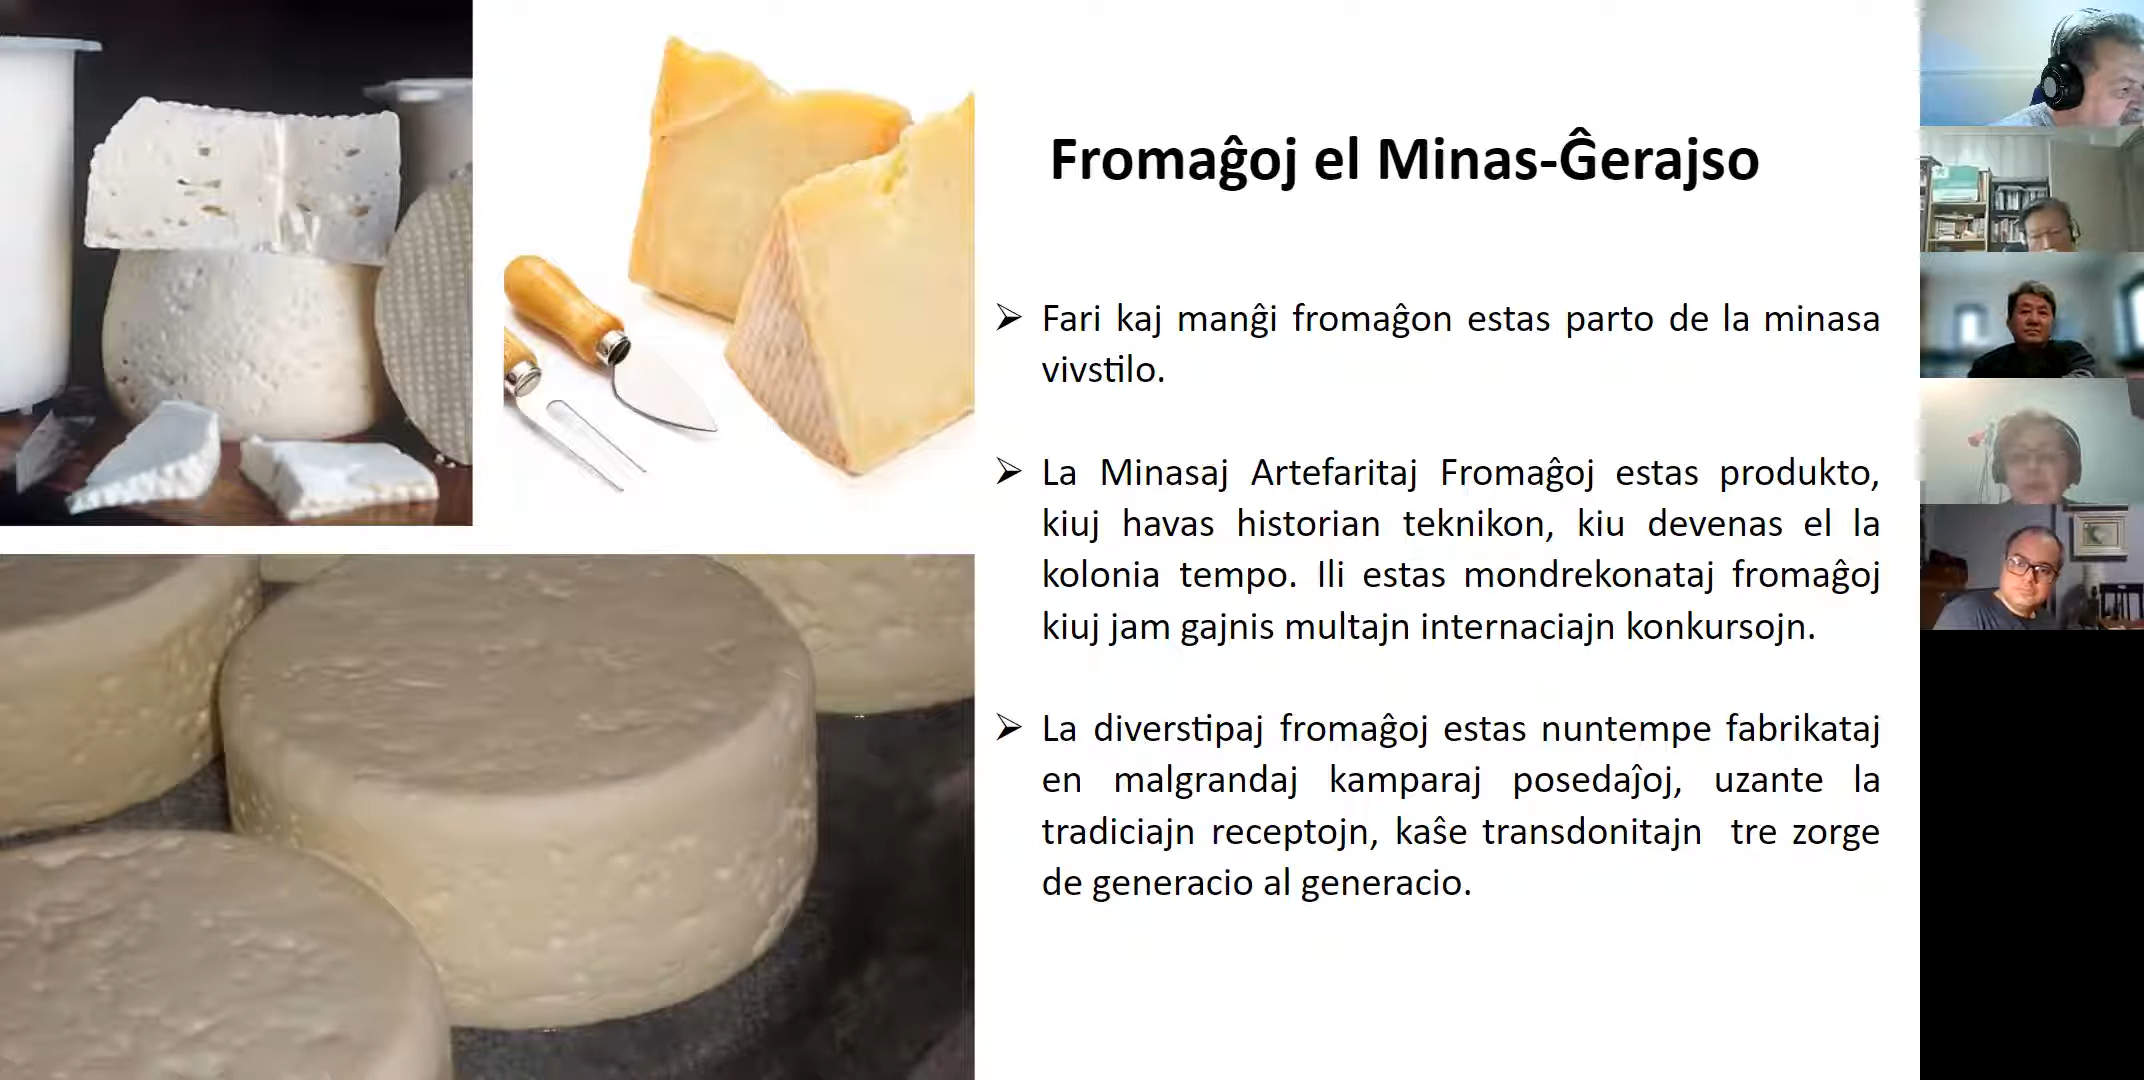 Fromaĝoj el Minas-Ĝerajso
➢ Fari kaj manĝi fromaĝon estas parto de la minasa
vivstilo.
➢ La Minasaj Artefaritaj Fromaĝoj estas produkto,
kiuj havas historian teknikon, kiu devenas el la
kolonia tempo. Ili estas mondrekonataj fromaĝoj
kiuj jam gajnis multajn internaciajn konkursojn.
➢ La diverstipaj fromaĝoj estas nuntempe fabrikataj
en malgrandaj kamparaj posedaĵoj, uzante la
tradiciajn receptojn, kaŝe transdonitajn tre zorge
de generacio al generacio.